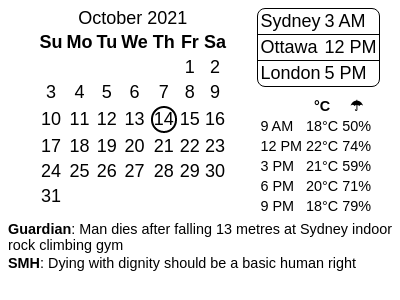 October 2021
Su Mo Tu We Th Fr Sa
1 2
3 4 5 6 7 8 9
10 11 12 13 14 15 16
17 18 19 20 21 22 23
24 25 26 27 28 29 30
31
Sydney 3 AM
Ottawa 12 PM
London 5 PM
°C ☂
9 AM 18°C 50%
12 PM 22°C 74%
3 PM 21°C 59%
6 PM 20°C 71%
9 PM 18°C 79%
Guardian: Man dies after falling 13 metres at Sydney indoor
rock climbing gym
SMH: Dying with dignity should be a basic human right